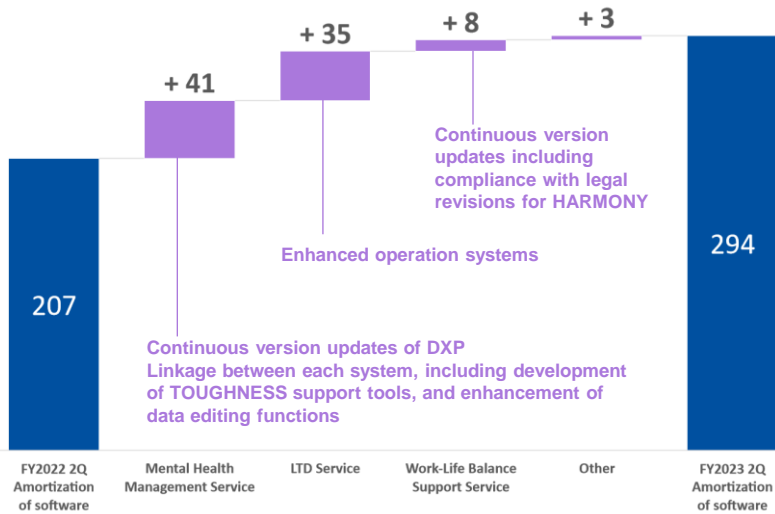 + 41
+ 35
+ 8
+ 3
207
294
Continuous version
updates including
compliance with legal
revisions for HARMONY
Enhanced operation systems
Continuous version updates of DXP
Linkage between each system, including development
of TOUGHNESS support tools, and enhancement of
data editing functions
FY2022 2Q
Amortization
of software
Mental Health
Management Service
LTD Service
Work-Life Balance
Support Service
Other
FY2023 2Q
Amortization
of software